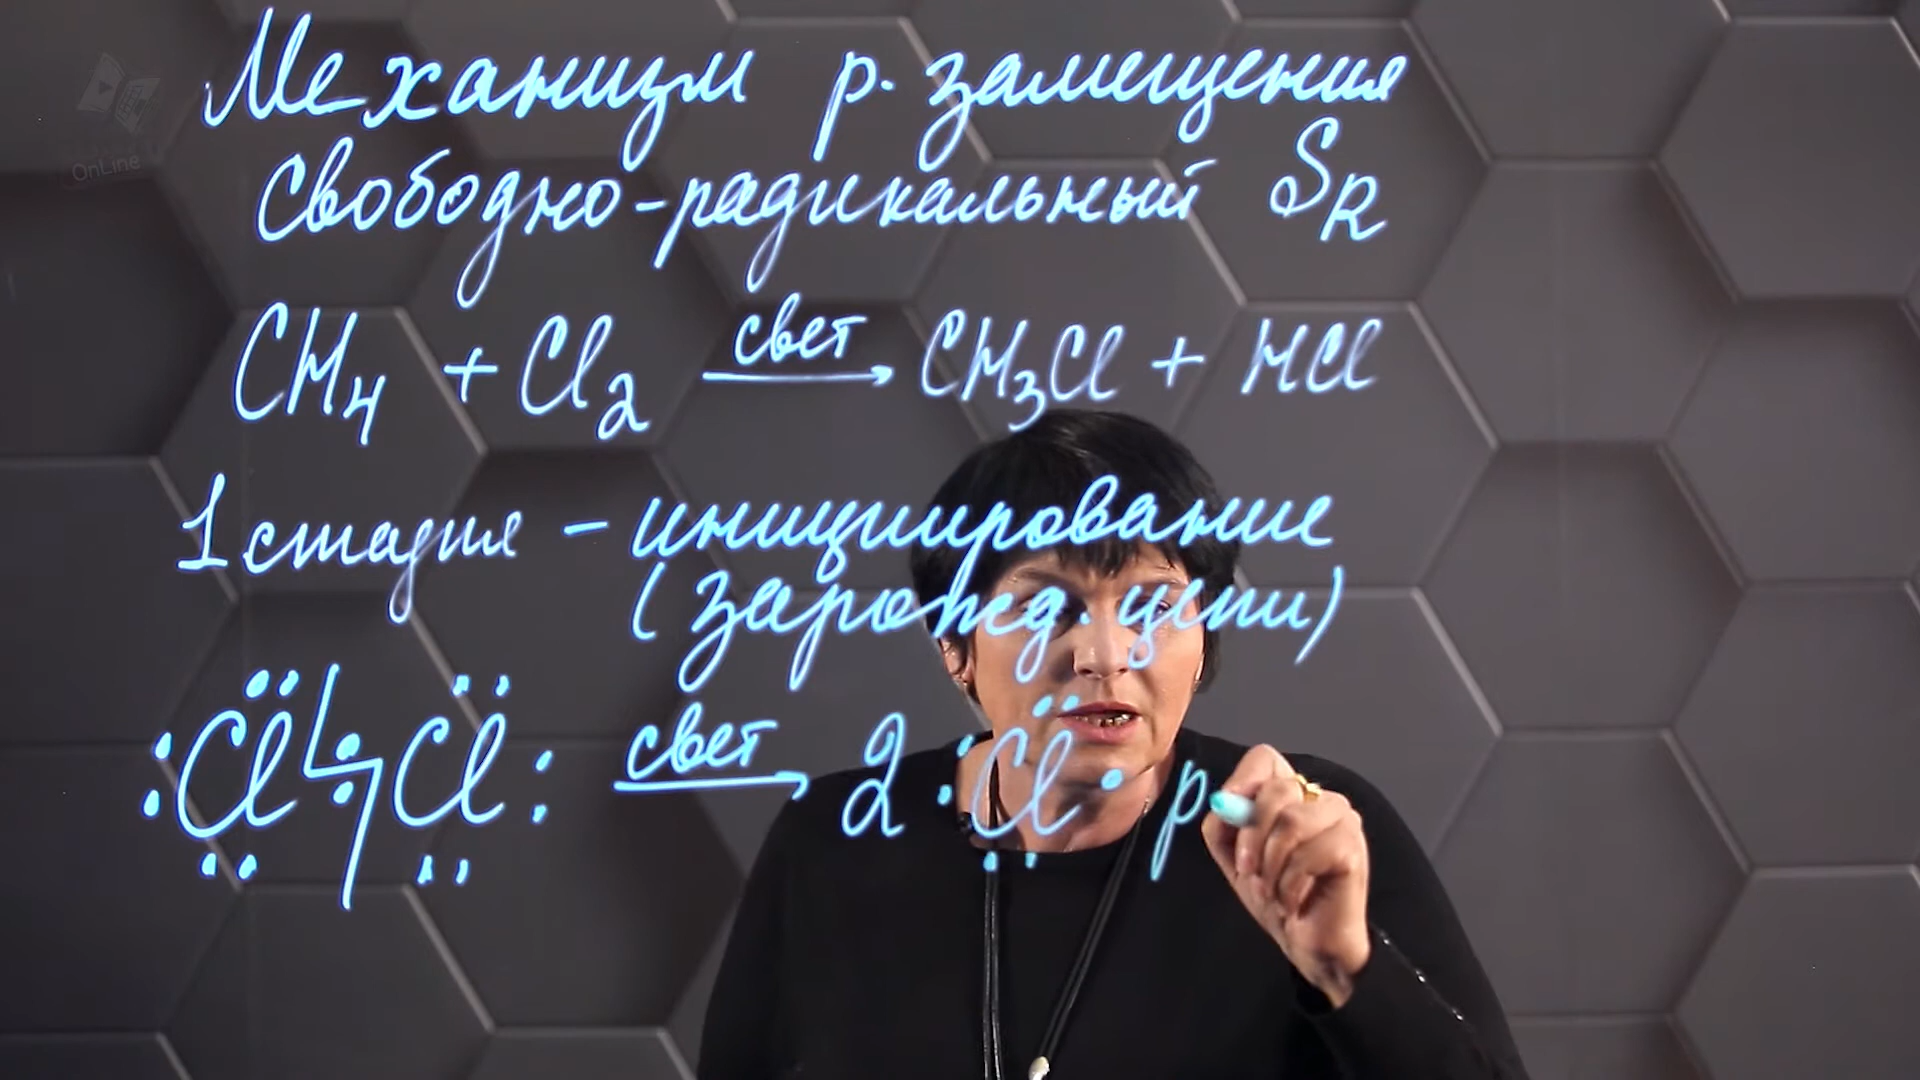 OnLine
Механизм р. замещения
Свободно-радикальный SR
CH4 + Cl2 свет → CH3Cl + HCl
1 стадия – инициирование
(зарожд. цепи)
:Cl : Cl: свет → 2 :Cl· р